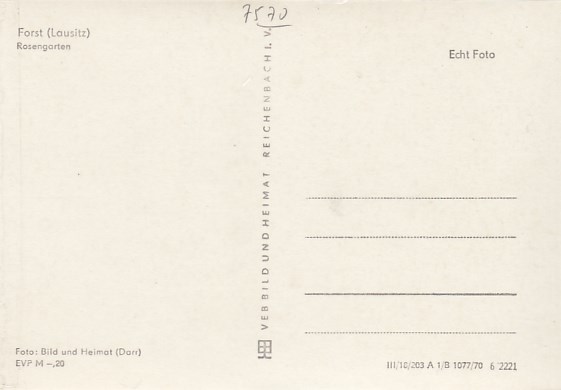 7570
Forst (Lausitz)
Rosengarten
Echt Foto
VEB BILD UND HEIMAT REICHENBACH I. V.
Foto: Bild und Heimat (Darr)
EVP M –,20
III/10/203 A 1/B 1077/70 6 2221